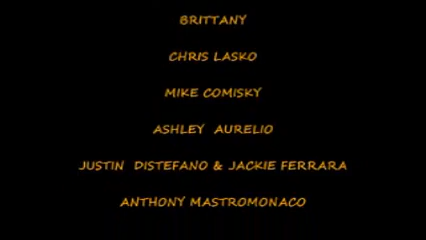 BRITTANY
CHRIS LASKO
MIKE COMISKY
ASHLEY AURELIO
JUSTIN DISTEFANO & JACKIE FERRARA
ANTHONY MASTROMONACO